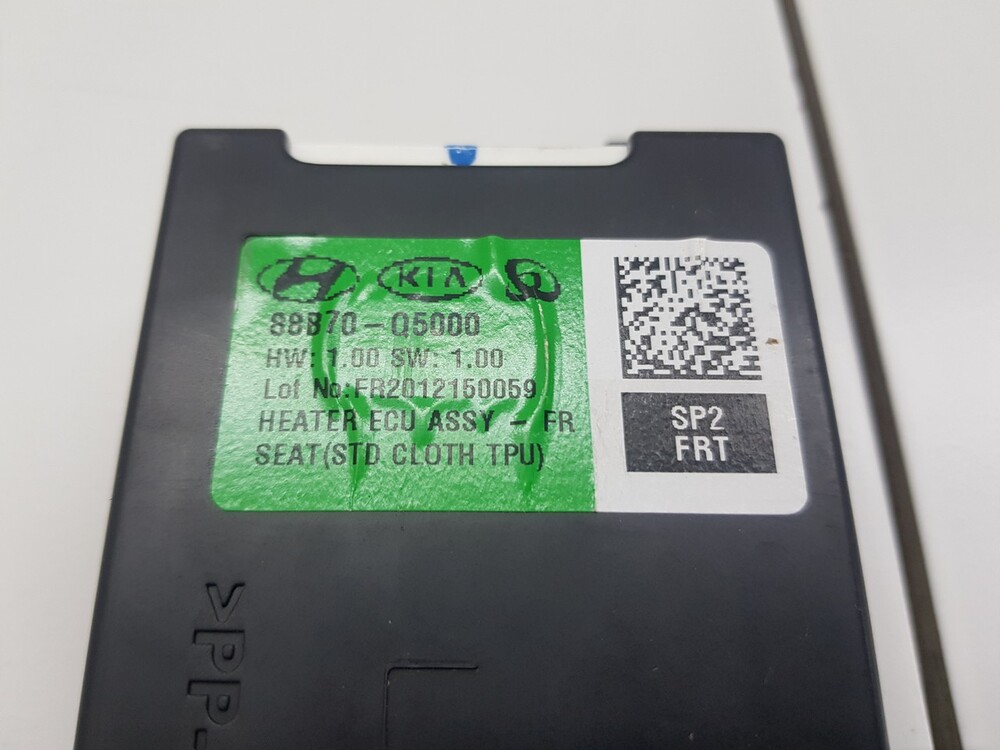 KIA
88B70-Q5000
HW: 1.00 SW: 1.00
Lot No:FR2012150059
HEATER ECU ASSY - FR
SEAT(STD CLOTH TPU)
SP2
FRT
>PP-